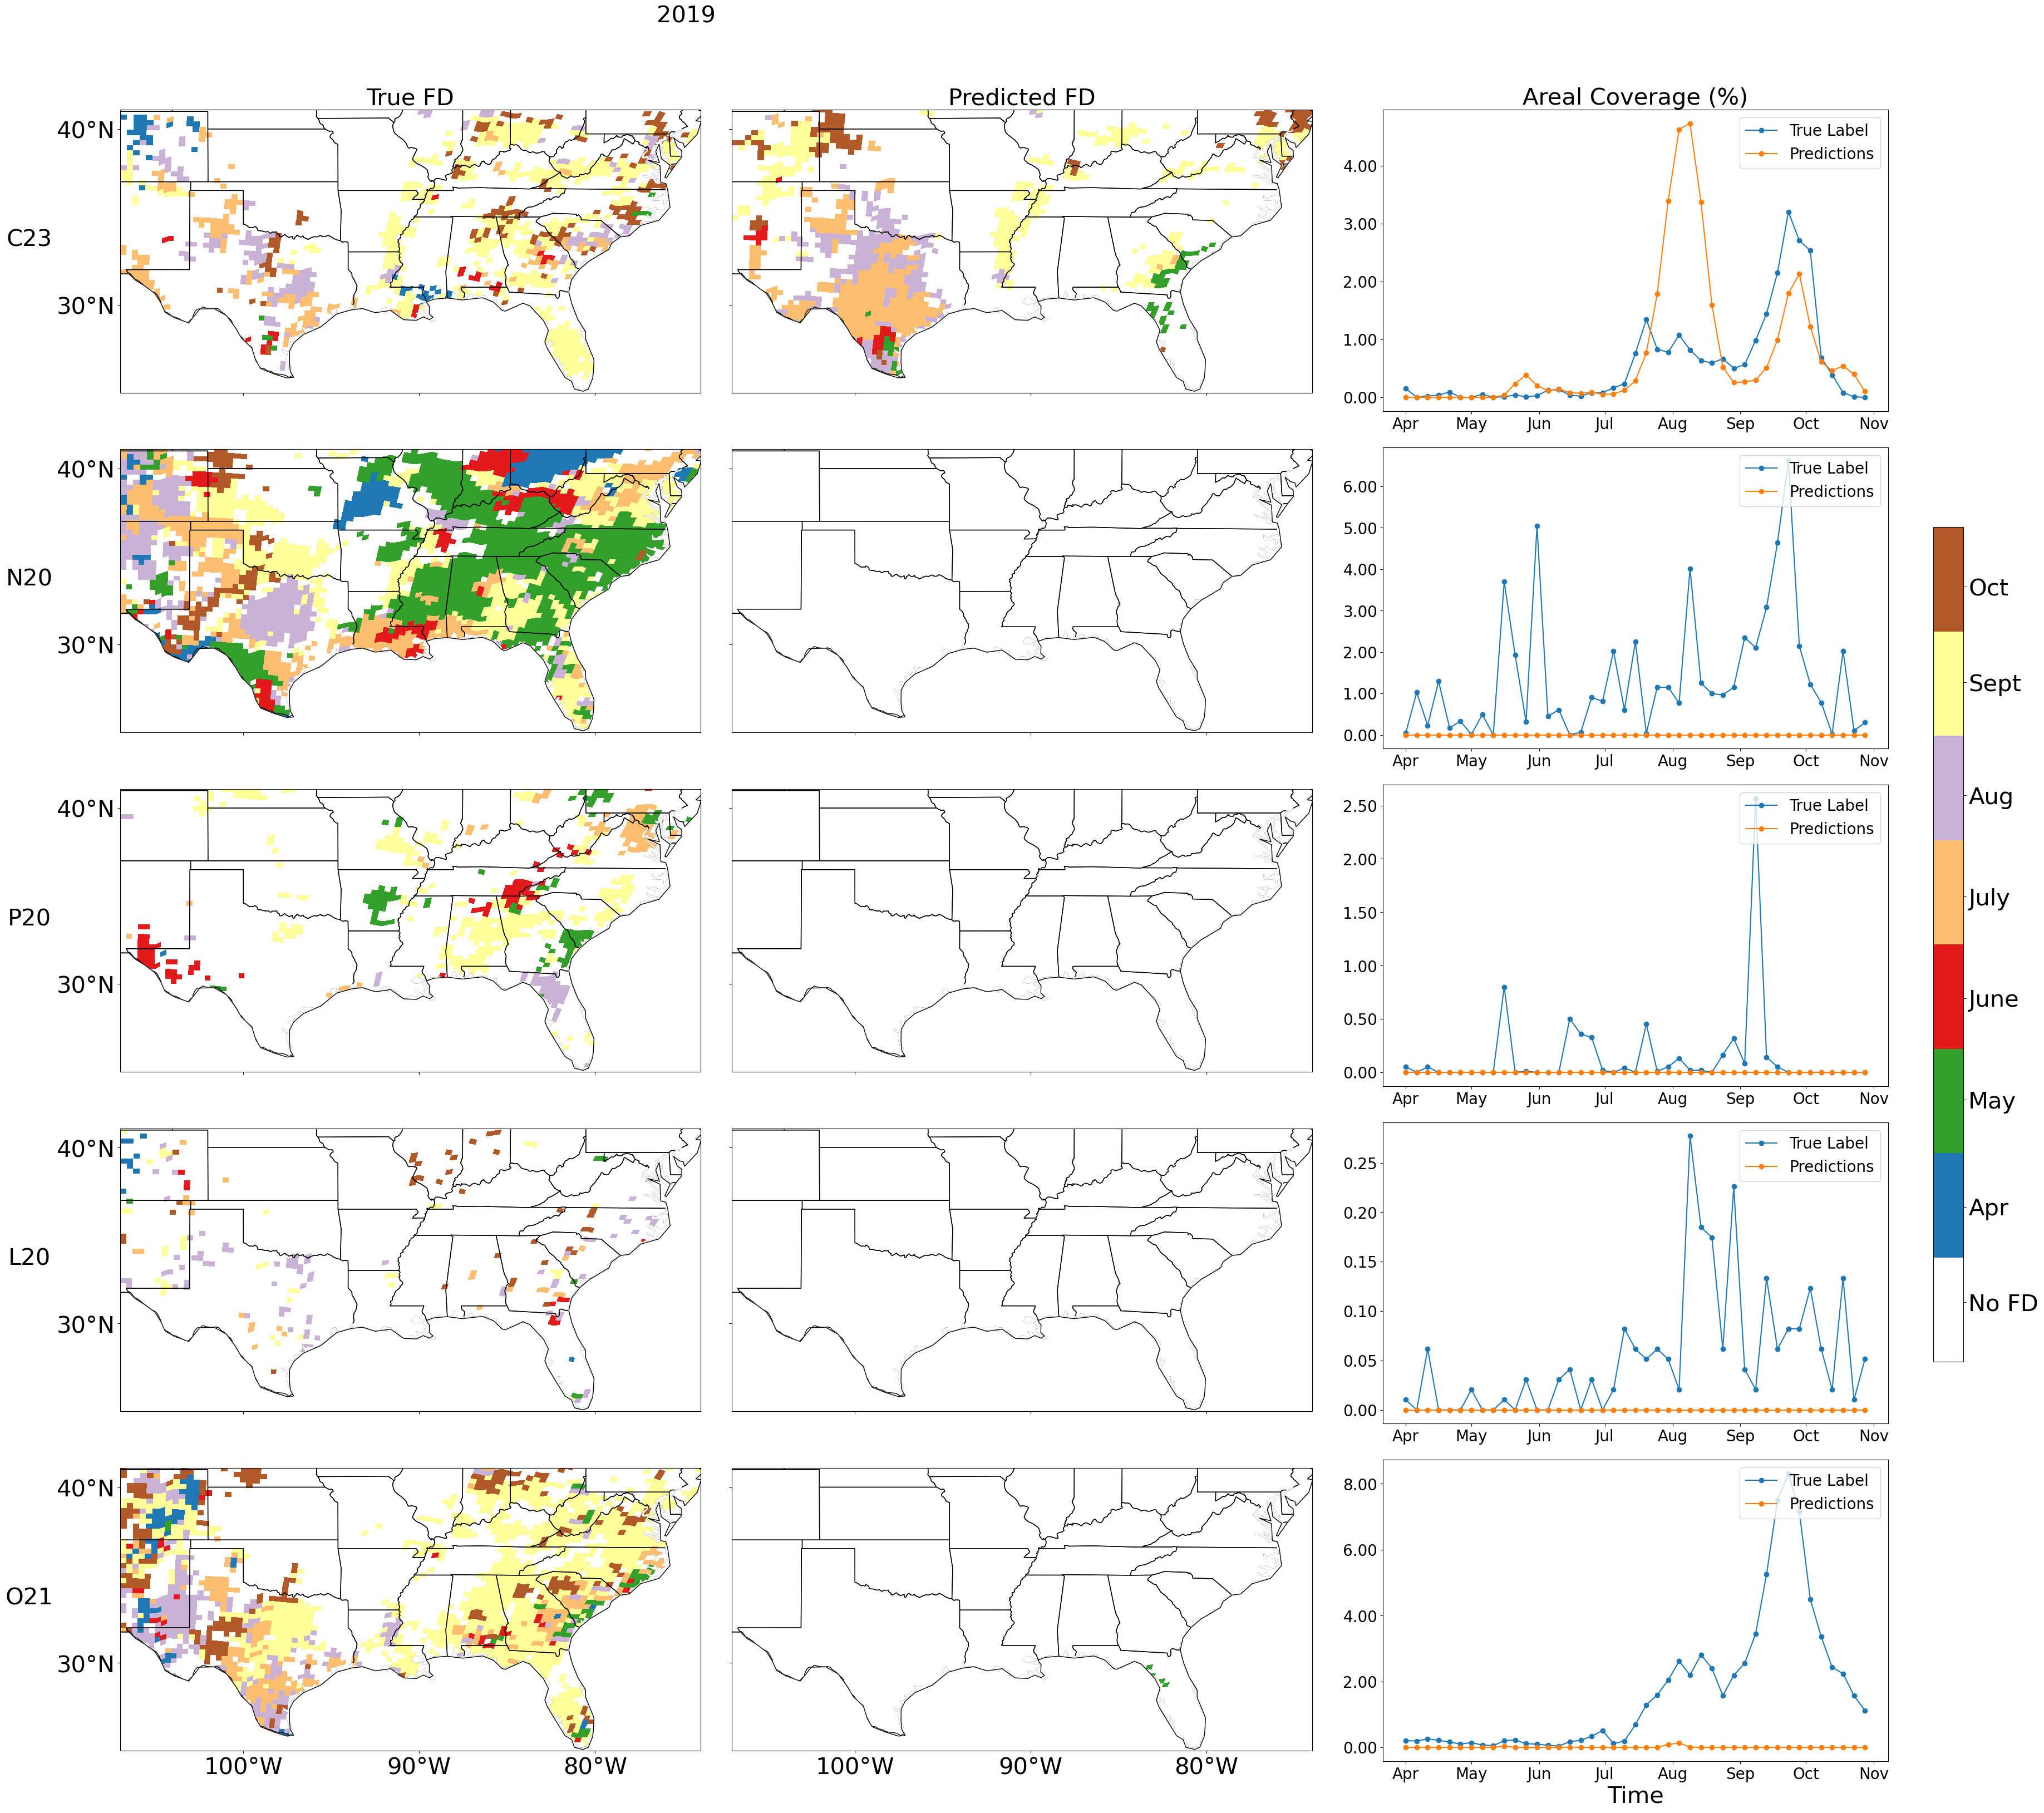 2019
True FD
Predicted FD
Areal Coverage (%)
C23
40°N
30°N
4.00
3.00
2.00
1.00
0.00
True Label
Predictions
Apr May Jun Jul Aug Sep Oct Nov
N20
40°N
30°N
6.00
5.00
4.00
3.00
2.00
1.00
0.00
True Label
Predictions
Apr May Jun Jul Aug Sep Oct Nov
P20
40°N
30°N
2.50
2.00
1.50
1.00
0.50
0.00
True Label
Predictions
Apr May Jun Jul Aug Sep Oct Nov
L20
40°N
30°N
0.25
0.20
0.15
0.10
0.05
0.00
True Label
Predictions
Apr May Jun Jul Aug Sep Oct Nov
O21
40°N
30°N
100°W 90°W 80°W
100°W 90°W 80°W
8.00
6.00
4.00
2.00
0.00
True Label
Predictions
Apr May Jun Jul Aug Sep Oct Nov
Time
Oct
Sept
Aug
July
June
May
Apr
No FD